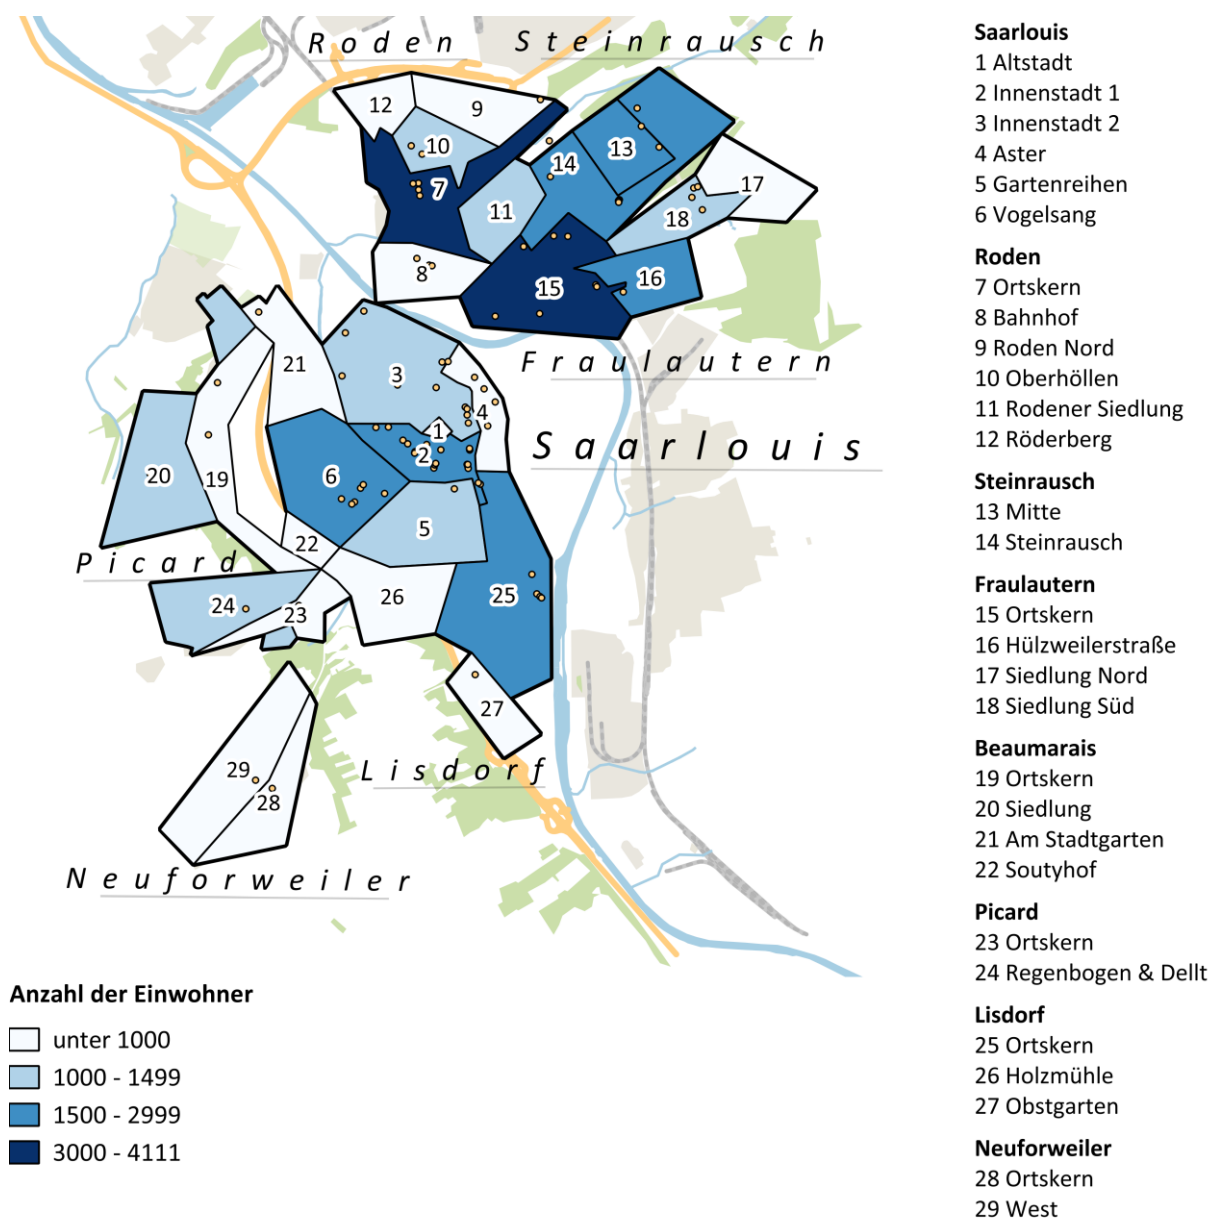 Roden
Steinrausch
12
9
10
7
14
13
17
11
18
8
15
16
21
3
Fraulautern
4
1
2
Saarlouis
20
19
6
5
22
Picard
24
23
26
25
27
29
28
Lisdorf
Neuforweiler
Anzahl der Einwohner
unter 1000
1000 - 1499
1500 - 2999
3000 - 4111
Saarlouis
1 Altstadt
2 Innenstadt 1
3 Innenstadt 2
4 Aster
5 Gartenreihen
6 Vogelsang
Roden
7 Ortskern
8 Bahnhof
9 Roden Nord
10 Oberhöllen
11 Rodener Siedlung
12 Röderberg
Steinrausch
13 Mitte
14 Steinrausch
Fraulautern
15 Ortskern
16 Hülzweilerstraße
17 Siedlung Nord
18 Siedlung Süd
Beaumarais
19 Ortskern
20 Siedlung
21 Am Stadtgarten
22 Soutyhof
Picard
23 Ortskern
24 Regenbogen & Dellt
Lisdorf
25 Ortskern
26 Holzmühle
27 Obstgarten
Neuforweiler
28 Ortskern
29 West